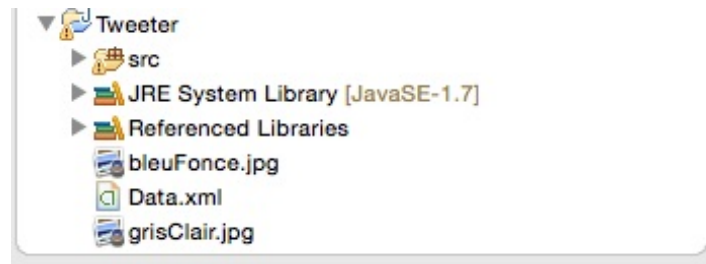 Tweeter
src
JRE System Library [JavaSE-1.7]
Referenced Libraries
bleuFonce.jpg
Data.xml
grisClair.jpg